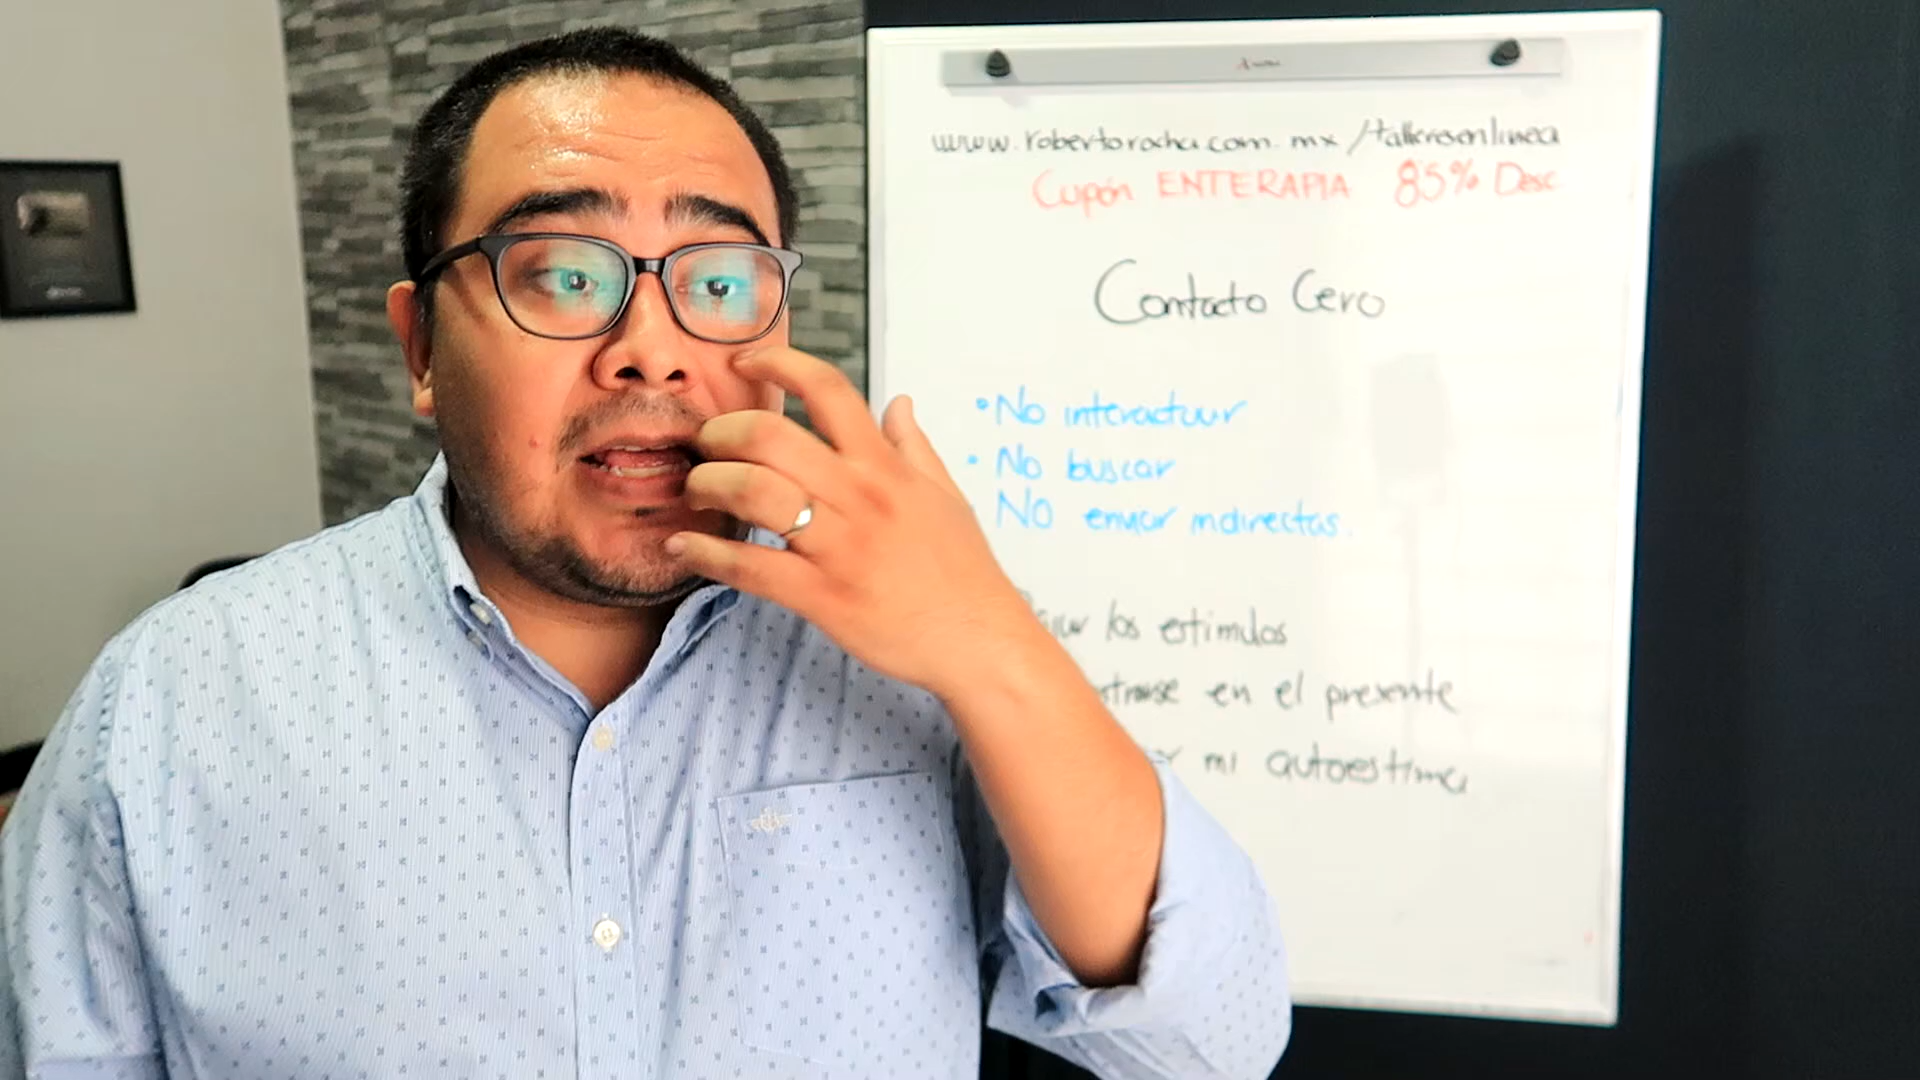 www.robertorocha.com.mx/talleresenlinea
Cupón ENTERAPIA 85% Desc
Contacto Cero
• No interactuar
• No buscar
NO enviar indirectas.
los estimulos
en el presente
mi autoestima